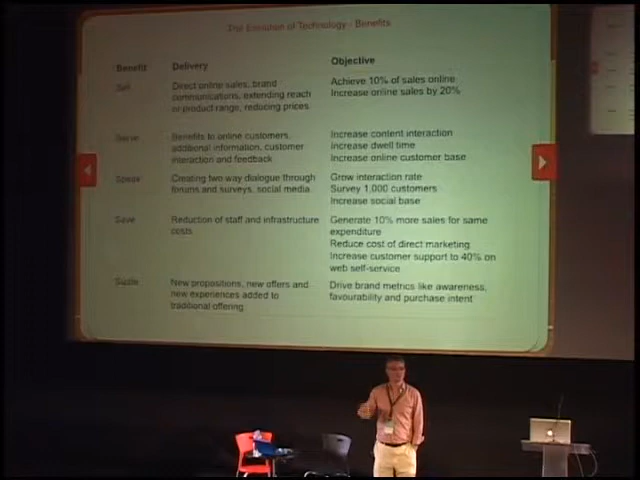 The Evolution of Technology - Benefits
Benefit Delivery Objective
Sell Direct online sales, brand communications, extending reach or product range, reducing prices Achieve 10% of sales online Increase online sales by 20%
Serve Benefits to online customers, additional information, customer interaction and feedback Increase content interaction Increase dwell time Increase online customer base
Speak Creating two way dialogue through forums and surveys, social media Grow interaction rate Survey 1,000 customers Increase social base
Save Reduction of staff and infrastructure costs Generate 10% more sales for same expenditure Reduce cost of direct marketing Increase customer support to 40% on web self-service
Sizzle New propositions, new offers and new experiences added to traditional offering Drive brand metrics like awareness, favourability and purchase intent